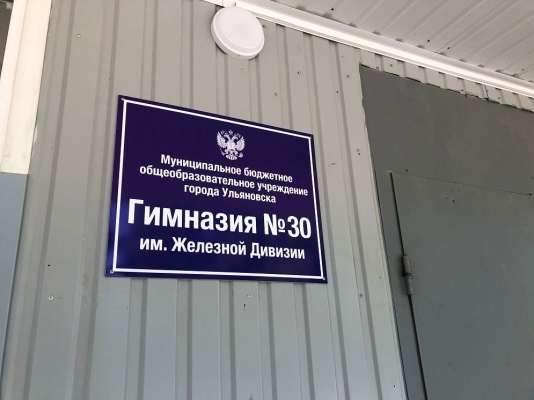 Муниципальное бюджетное
общеобразовательное учреждение
города Ульяновска
Гимназия №30
им. Железной Дивизии